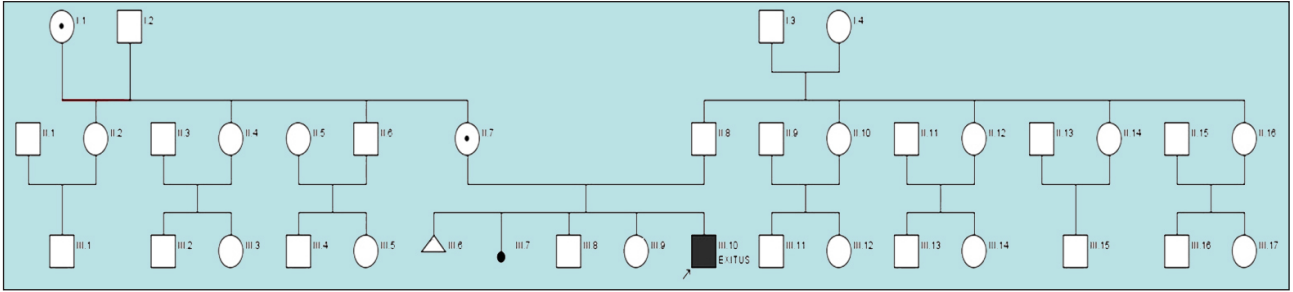 I.1
I.2
I.3
I.4
II.1
II.2
II.3
II.4
II.5
II.6
II.7
II.8
II.9
II.10
II.11
II.12
II.13
II.14
II.15
II.16
III.1
III.2
III.3
III.4
III.5
III.6
III.7
III.8
III.9
III.10
EXITUS
III.11
III.12
III.13
III.14
III.15
III.16
III.17